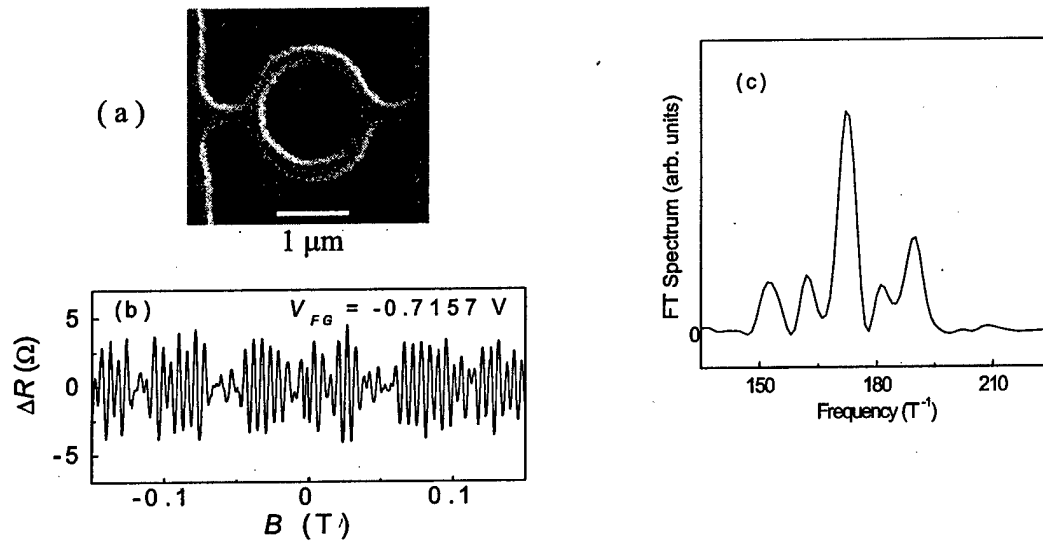 (a)
1 μm
(b)
V_FG = -0.7157 V
5
0
-5
ΔR (Ω)
-0.1
0
0.1
B (T)
(c)
FT Spectrum (arb. units)
0
150
180
210
Frequency (T⁻¹)